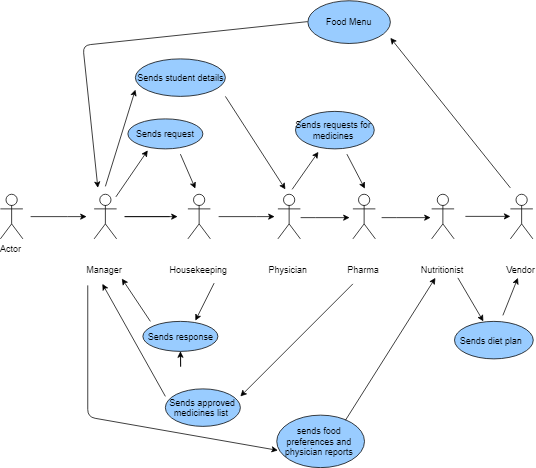 Food Menu
Sends student details
Sends request
Sends requests for
medicines
Actor
Manager
Housekeeping
Physician
Pharma
Nutritionist
Vendor
Sends response
Sends diet plan
Sends approved
medicines list
sends food
preferences and
physician reports